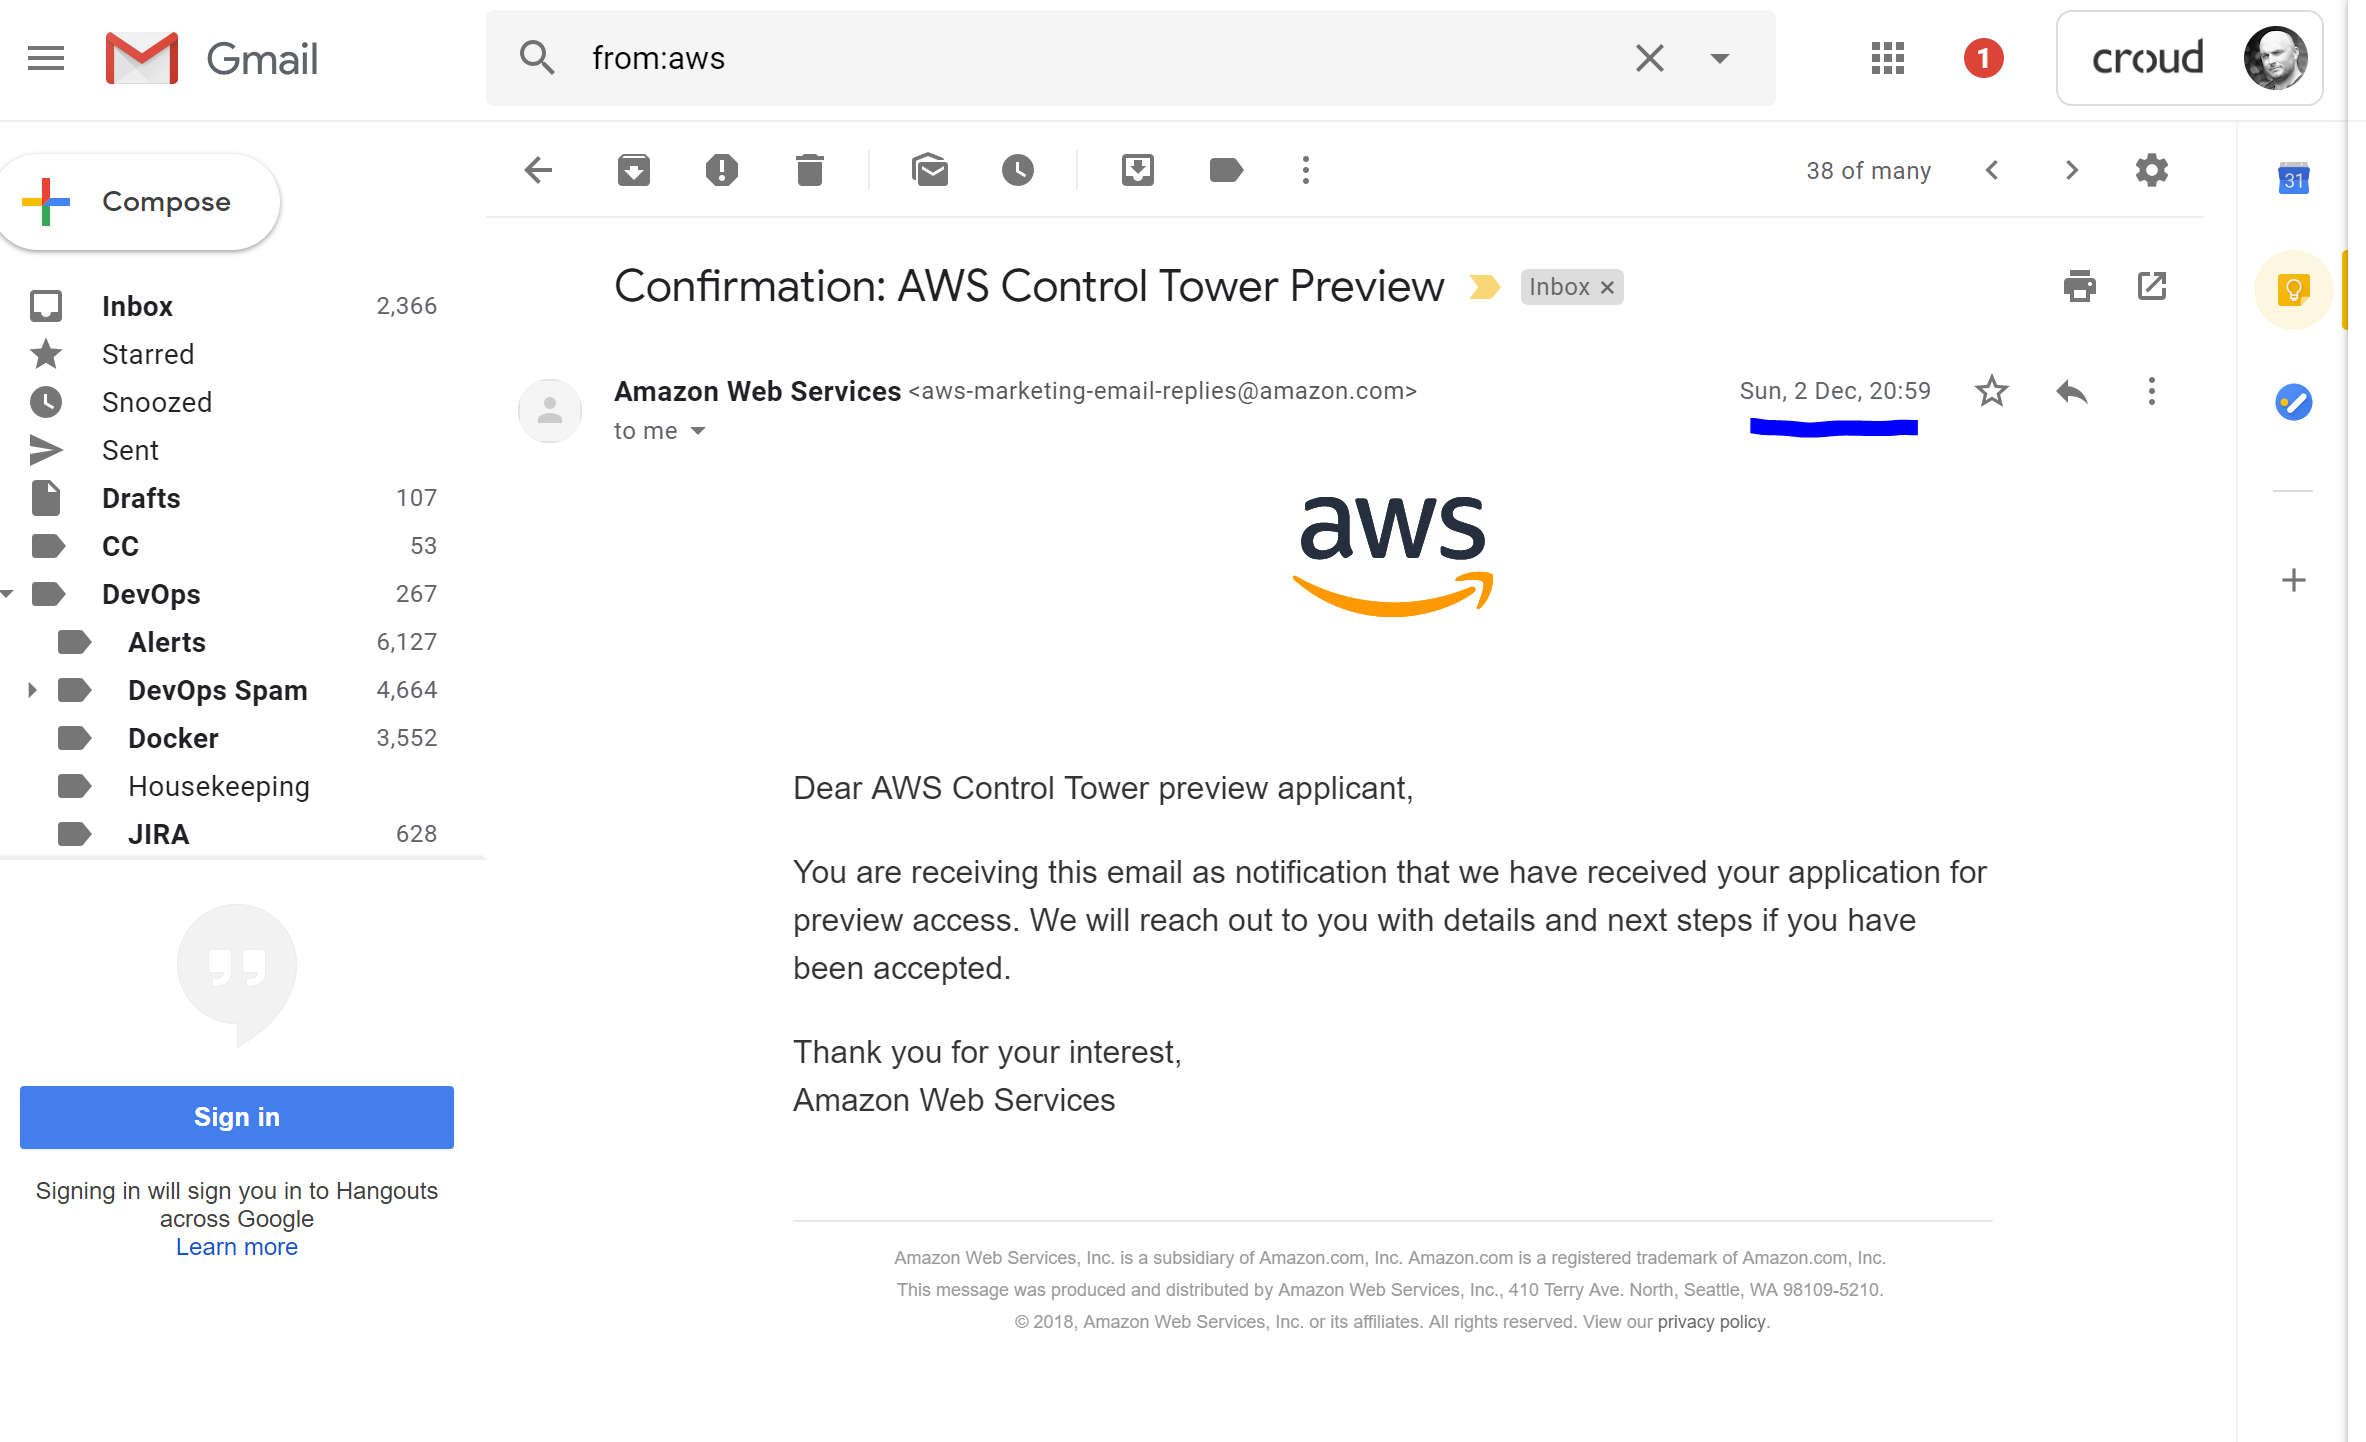 Gmail
from:aws
1
croud
Compose
38 of many
31
Confirmation: AWS Control Tower Preview
Inbox ×
Inbox 2,366
Starred
Snoozed
Sent
Drafts 107
CC 53
DevOps 267
Alerts 6,127
DevOps Spam 4,664
Docker 3,552
Housekeeping
JIRA 628
Amazon Web Services <aws-marketing-email-replies@amazon.com>
Sun, 2 Dec, 20:59
to me
aws
Dear AWS Control Tower preview applicant,
You are receiving this email as notification that we have received your application for
preview access. We will reach out to you with details and next steps if you have
been accepted.
Thank you for your interest,
Amazon Web Services
Sign in
Signing in will sign you in to Hangouts
across Google
Learn more
Amazon Web Services, Inc. is a subsidiary of Amazon.com, Inc. Amazon.com is a registered trademark of Amazon.com, Inc.
This message was produced and distributed by Amazon Web Services, Inc., 410 Terry Ave. North, Seattle, WA 98109-5210.
© 2018, Amazon Web Services, Inc. or its affiliates. All rights reserved. View our privacy policy.